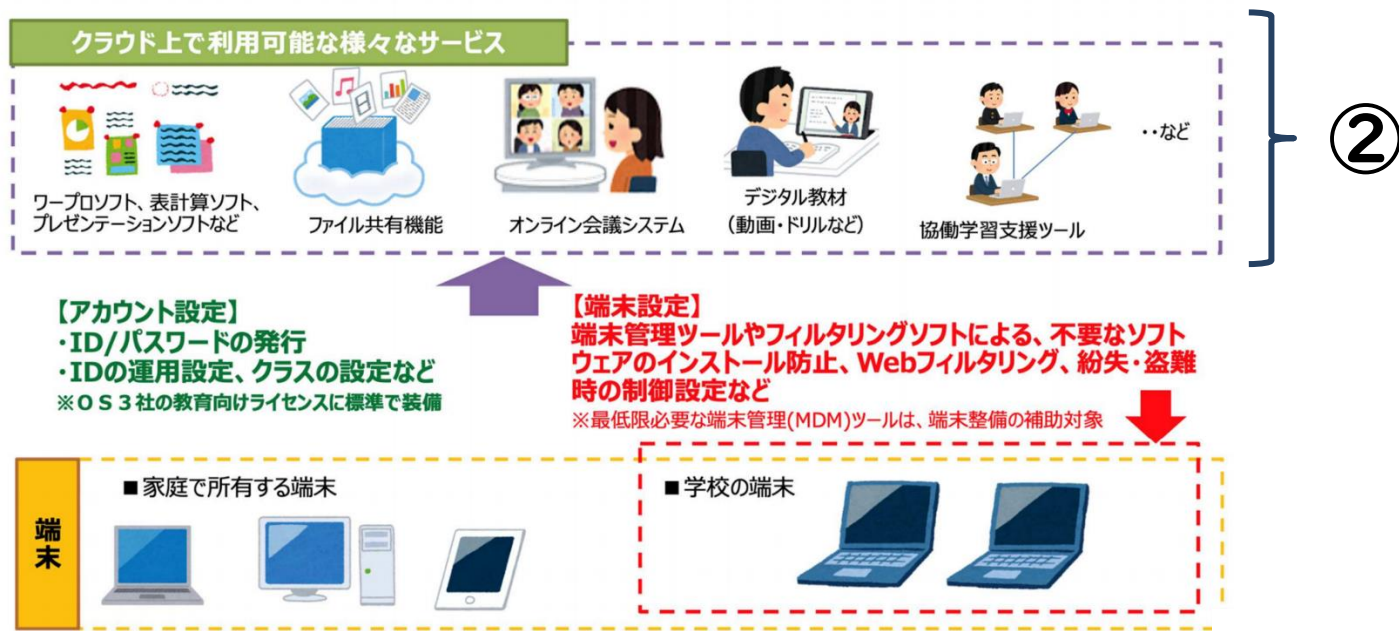 クラウド上で利用可能な様々なサービス
ワープロソフト、表計算ソフト、
プレゼンテーションソフトなど
ファイル共有機能
オンライン会議システム
デジタル教材
(動画・ドリルなど)
協働学習支援ツール
・・など
②
【アカウント設定】
・ID/パスワードの発行
・IDの運用設定、クラスの設定など
※OS3社の教育向けライセンスに標準で装備
【端末設定】
端末管理ツールやフィルタリングソフトによる、不要なソフト
ウェアのインストール防止、Webフィルタリング、紛失・盗難
時の制御設定など
※最低限必要な端末管理(MDM)ツールは、端末整備の補助対象
端末
■家庭で所有する端末
■学校の端末